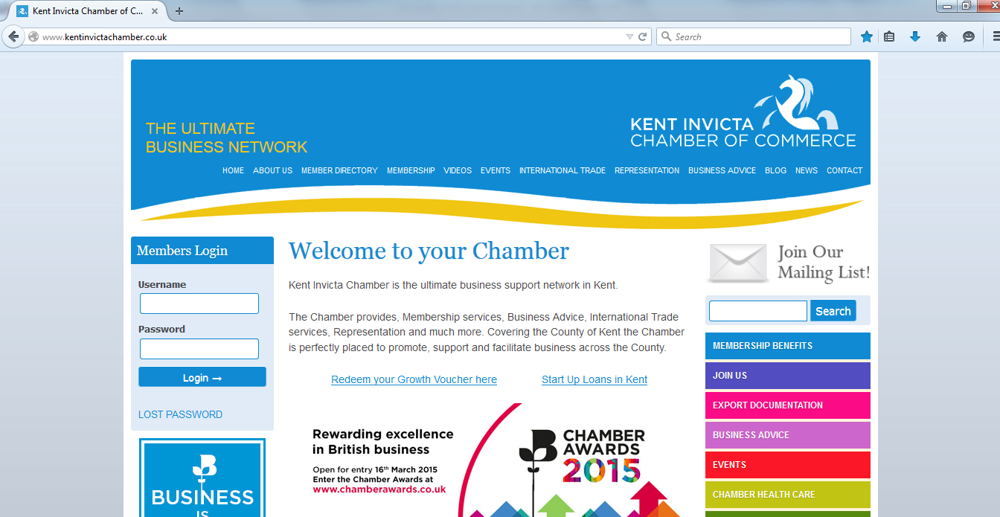 Kent Invicta Chamber of C...
www.kentinvictachamber.co.uk
Search
KENT INVICTA
CHAMBER OF COMMERCE
THE ULTIMATE
BUSINESS NETWORK
HOME ABOUT US MEMBER DIRECTORY MEMBERSHIP VIDEOS EVENTS INTERNATIONAL TRADE REPRESENTATION BUSINESS ADVICE BLOG NEWS CONTACT
Members Login
Username
Password
Login →
LOST PASSWORD
BUSINESS
IS
Welcome to your Chamber
Kent Invicta Chamber is the ultimate business support network in Kent.
The Chamber provides, Membership services, Business Advice, International Trade
services, Representation and much more. Covering the County of Kent the Chamber
is perfectly placed to promote, support and facilitate business across the County.
Redeem your Growth Voucher here
Start Up Loans in Kent
Rewarding excellence
in British business
Open for entry 16th March 2015
Enter the Chamber Awards at
www.chamberawards.co.uk
CHAMBER
AWARDS
2015
Join Our
Mailing List!
Search
MEMBERSHIP BENEFITS
JOIN US
EXPORT DOCUMENTATION
BUSINESS ADVICE
EVENTS
CHAMBER HEALTH CARE